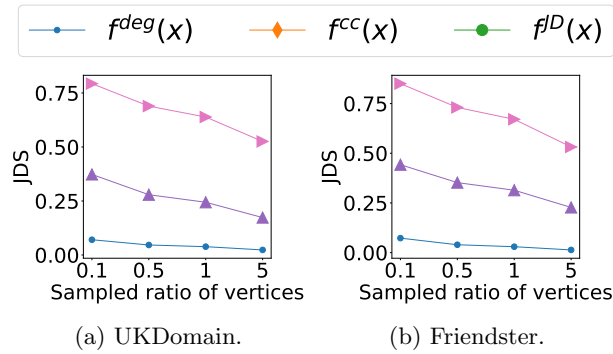 f^{deg}(x) f^{cc}(x) f^{JD}(x)
0.75
0.50
0.25
0.00
JDS
0.1 0.5 1 5
Sampled ratio of vertices
(a) UKDomain.
0.75
0.50
0.25
0.00
JDS
0.1 0.5 1 5
Sampled ratio of vertices
(b) Friendster.